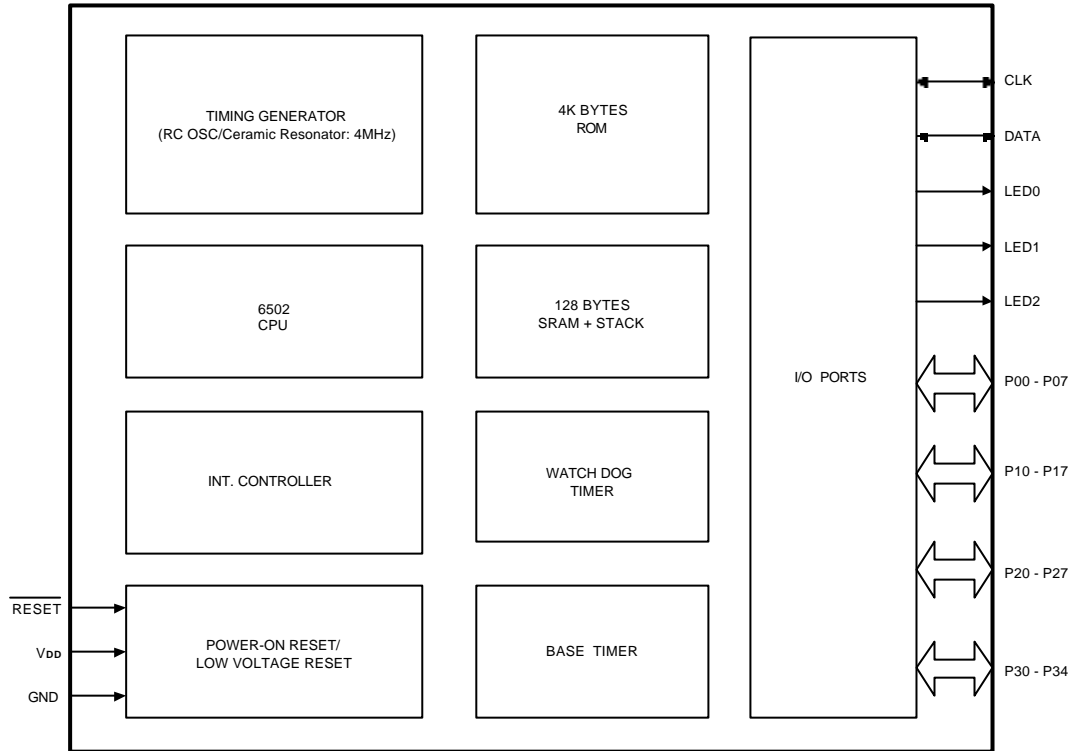 TIMING GENERATOR
(RC OSC/Ceramic Resonator: 4MHz)
4K BYTES
ROM
6502
CPU
128 BYTES
SRAM + STACK
INT. CONTROLLER
WATCH DOG
TIMER
POWER-ON RESET/
LOW VOLTAGE RESET
BASE TIMER
I/O PORTS
RESET
VDD
GND
CLK
DATA
LED0
LED1
LED2
P00 - P07
P10 - P17
P20 - P27
P30 - P34